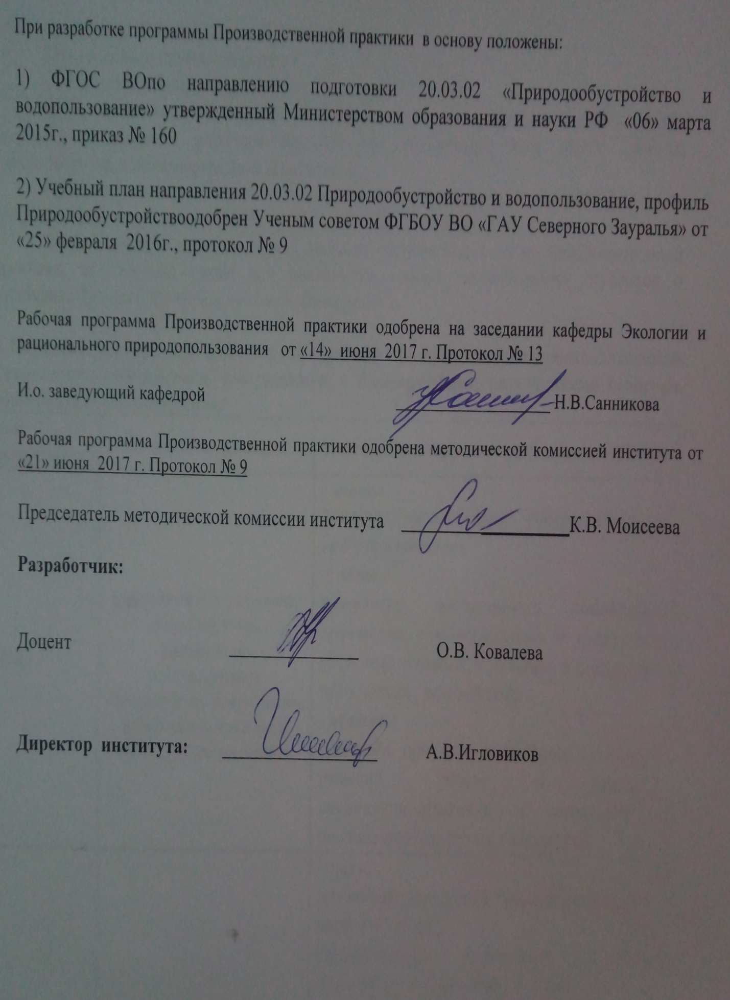 При разработке программы Производственной практики в основу положены:
1) ФГОС ВОпо направлению подготовки 20.03.02 «Природообустройство и
водопользование» утвержденный Министерством образования и науки РФ «06» марта
2015г., приказ № 160
2) Учебный план направления 20.03.02 Природообустройство и водопользование, профиль
Природообустройствоодобрен Ученым советом ФГБОУ ВО «ГАУ Северного Зауралья» от
«25» февраля 2016г., протокол № 9
Рабочая программа Производственной практики одобрена на заседании кафедры Экологии и
рационального природопользования от «14» июня 2017 г. Протокол № 13
И.о. заведующий кафедрой Н.В.Санникова
Рабочая программа Производственной практики одобрена методической комиссией института от
«21» июня 2017 г. Протокол № 9
Председатель методической комиссии института К.В. Моисеева
Разработчик:
Доцент О.В. Ковалева
Директор института: А.В.Игловиков